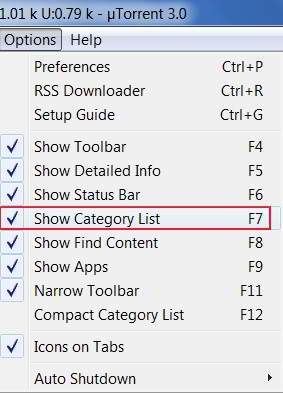 1.01 k U:0.79 k - µTorrent 3.0
Options Help
Preferences Ctrl+P
RSS Downloader Ctrl+R
Setup Guide Ctrl+G
Show Toolbar F4
Show Detailed Info F5
Show Status Bar F6
Show Category List F7
Show Find Content F8
Show Apps F9
Narrow Toolbar F11
Compact Category List F12
Icons on Tabs
Auto Shutdown